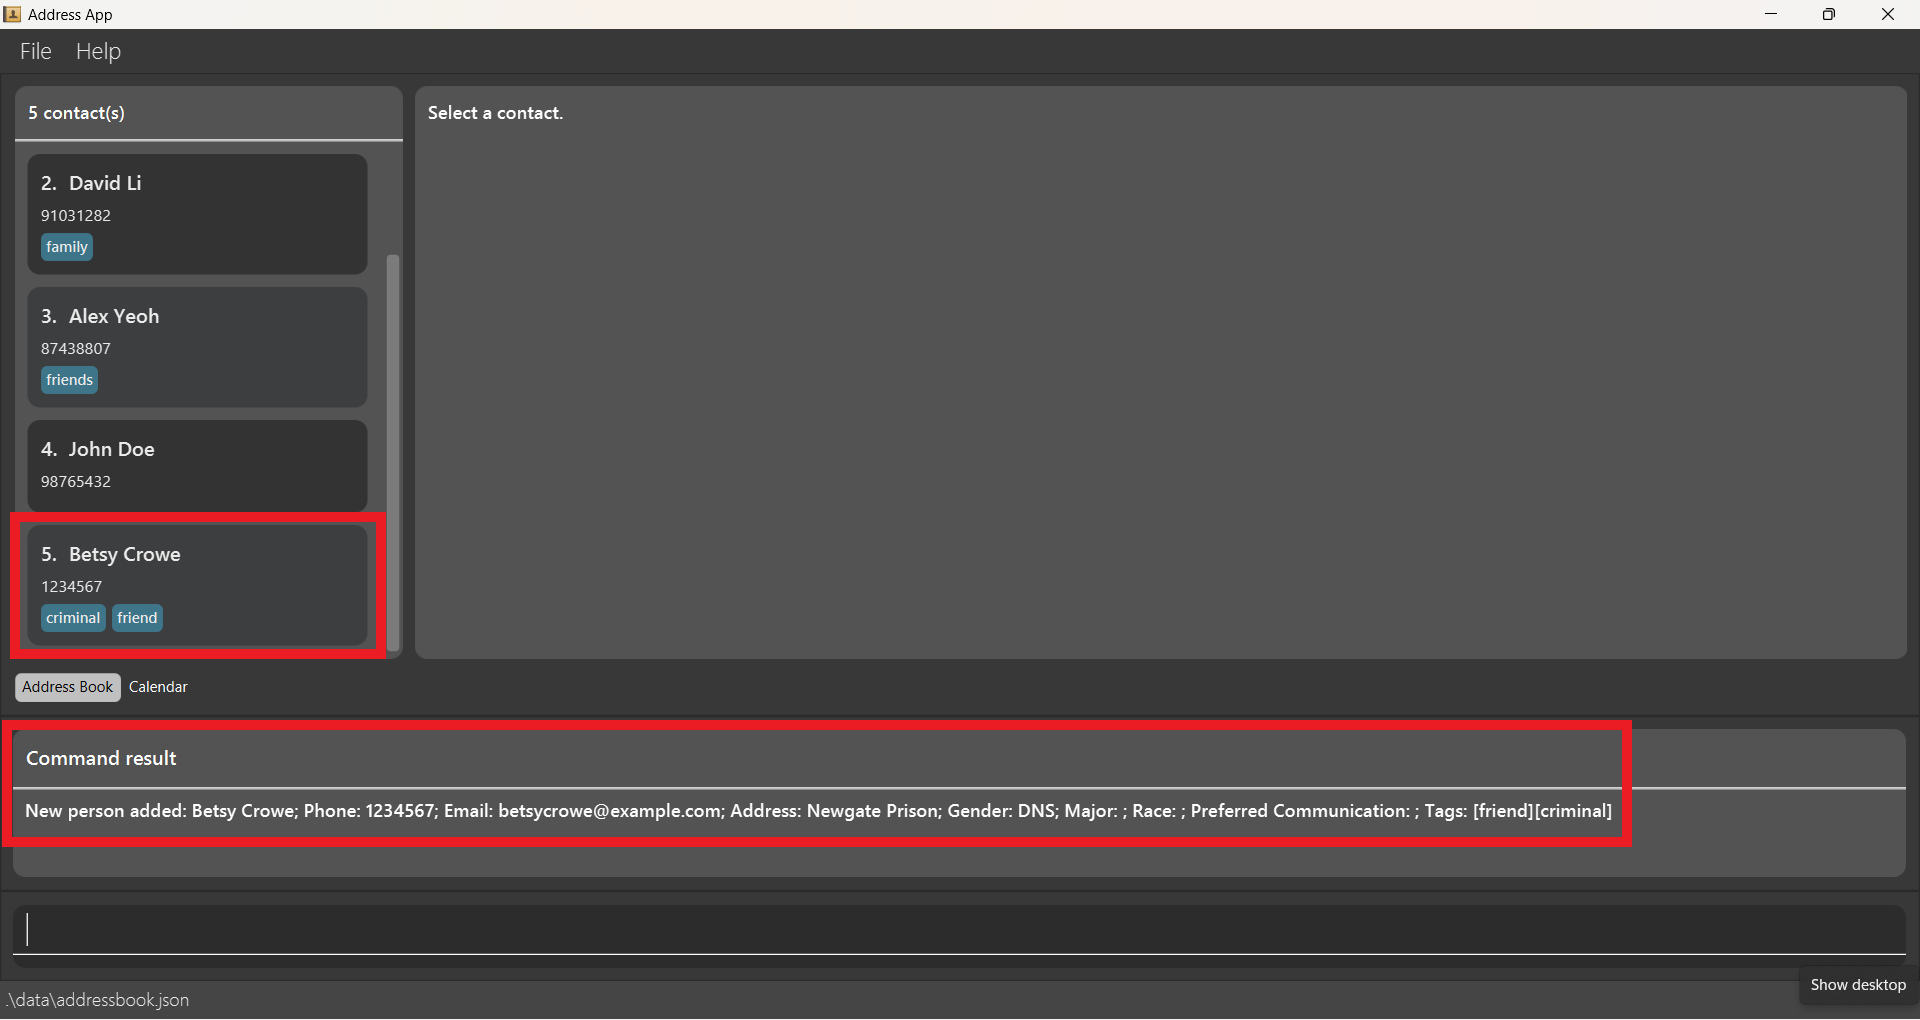 Address App
File Help
5 contact(s)
Select a contact.
2. David Li
91031282
family
3. Alex Yeoh
87438807
friends
4. John Doe
98765432
5. Betsy Crowe
1234567
criminal friend
Address Book Calendar
Command result
New person added: Betsy Crowe; Phone: 1234567; Email: betsycrowe@example.com; Address: Newgate Prison; Gender: DNS; Major: ; Race: ; Preferred Communication: ; Tags: [friend][criminal]
Show desktop
.\data\addressbook.json